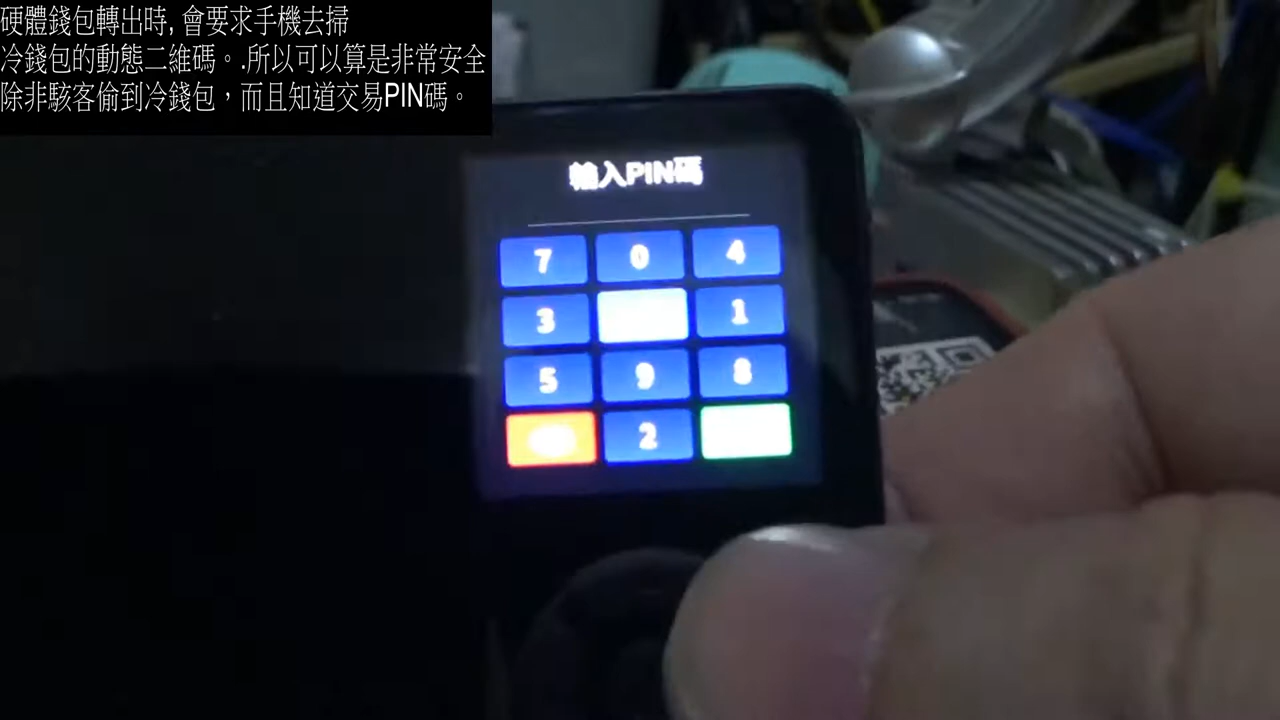 硬體錢包轉出時, 會要求手機去掃
冷錢包的動態二維碼。.所以可以算是非常安全
除非駭客偷到冷錢包，而且知道交易PIN碼。
輸入PIN碼
7 0 4
3 1
5 9 8
2